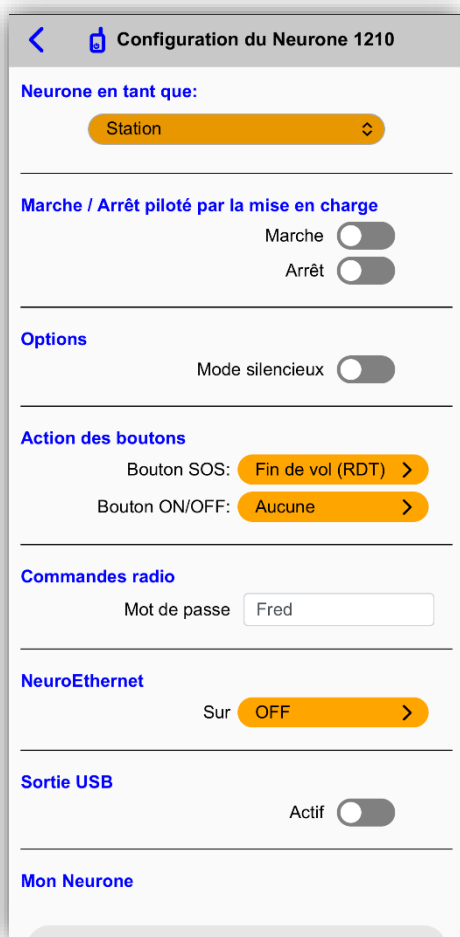 Configuration du Neurone 1210
Neurone en tant que:
Station
Marche / Arrêt piloté par la mise en charge
Marche
Arrêt
Options
Mode silencieux
Action des boutons
Bouton SOS: Fin de vol (RDT)
Bouton ON/OFF: Aucune
Commandes radio
Mot de passe Fred
NeuroEthernet
Sur OFF
Sortie USB
Actif
Mon Neurone